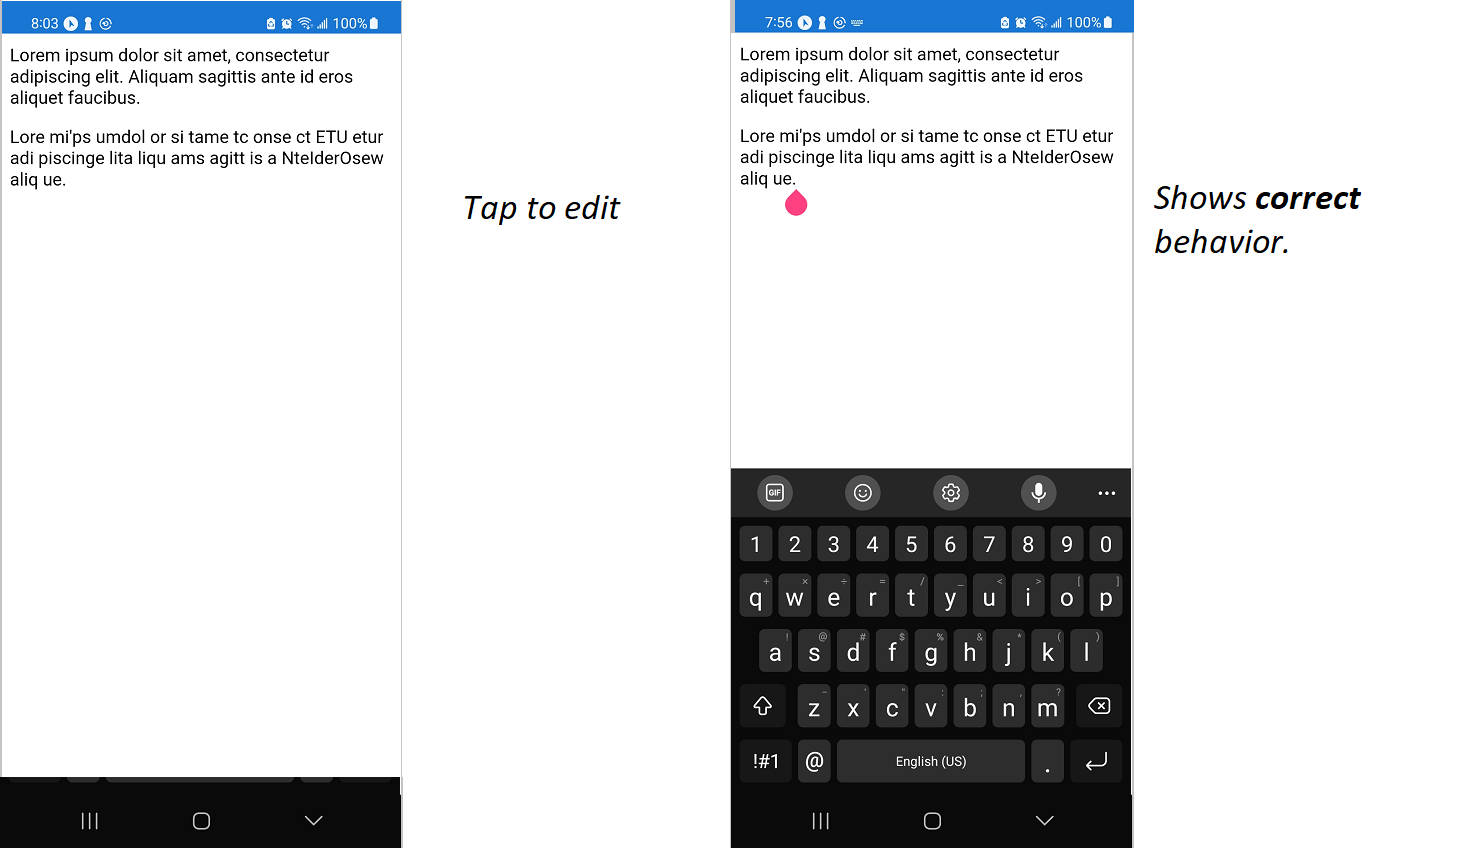 8:03
100%
Lorem ipsum dolor sit amet, consectetur
adipiscing elit. Aliquam sagittis ante id eros
aliquet faucibus.
Lore mi'ps umdol or si tame tc onse ct ETU etur
adi piscinge lita liqu ams agitt is a NtelderOsew
aliq ue.
Tap to edit
7:56
100%
Lorem ipsum dolor sit amet, consectetur
adipiscing elit. Aliquam sagittis ante id eros
aliquet faucibus.
Lore mi'ps umdol or si tame tc onse ct ETU etur
adi piscinge lita liqu ams agitt is a NtelderOsew
aliq ue.
GIF
1 2 3 4 5 6 7 8 9 0
+ × ÷ = / _ < > [ ]
q w e r t y u i o p
! @ # $ % & * ( )
a s d f g h j k l
- ' " : ; , ?
z x c v b n m
!#1 @ English (US) .
Shows correct
behavior.